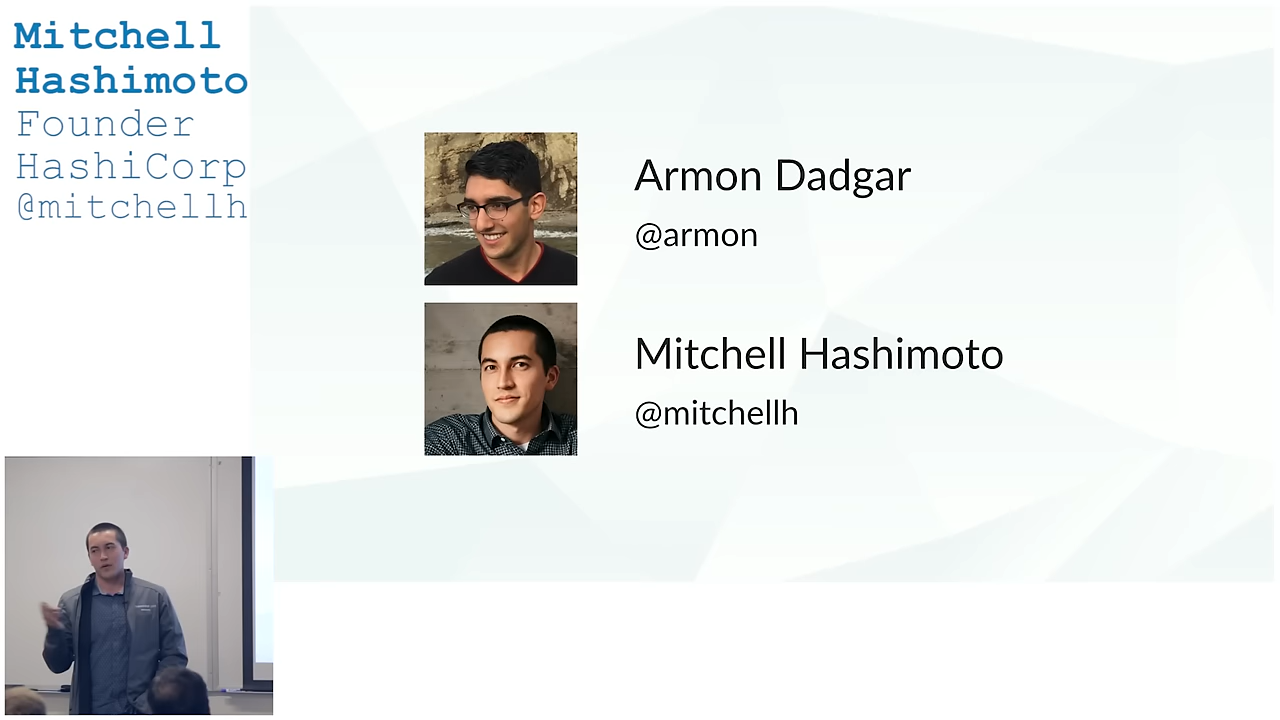 Mitchell
Hashimoto
Founder
HashiCorp
@mitchellh
Armon Dadgar
@armon
Mitchell Hashimoto
@mitchellh